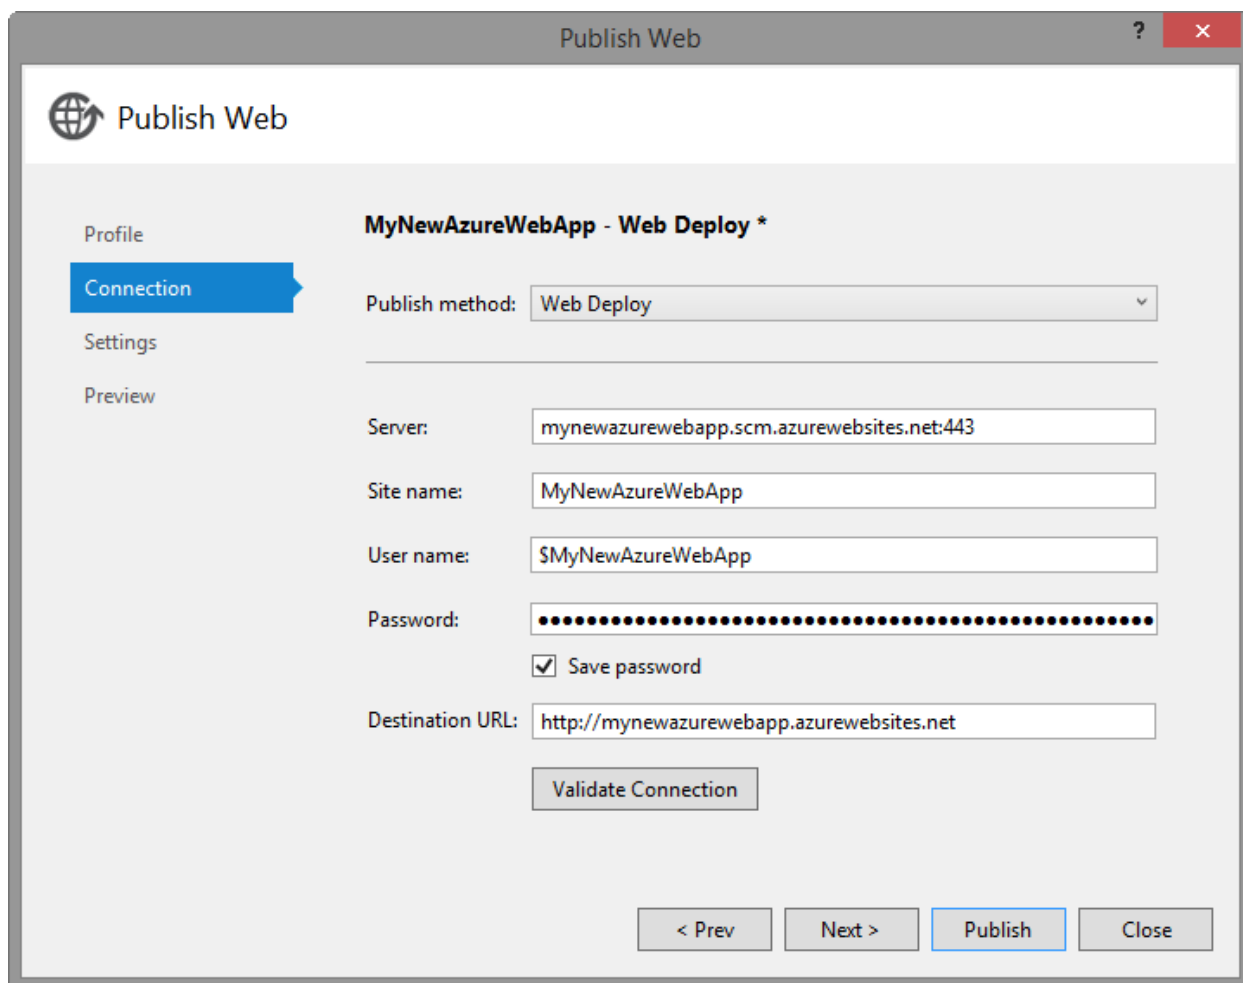 Publish Web
?
Publish Web
Profile
Connection
Settings
Preview
MyNewAzureWebApp - Web Deploy *
Publish method: Web Deploy
Server: mynewazurewebapp.scm.azurewebsites.net:443
Site name: MyNewAzureWebApp
User name: $MyNewAzureWebApp
Password:
Save password
Destination URL: http://mynewazurewebapp.azurewebsites.net
Validate Connection
< Prev Next > Publish Close